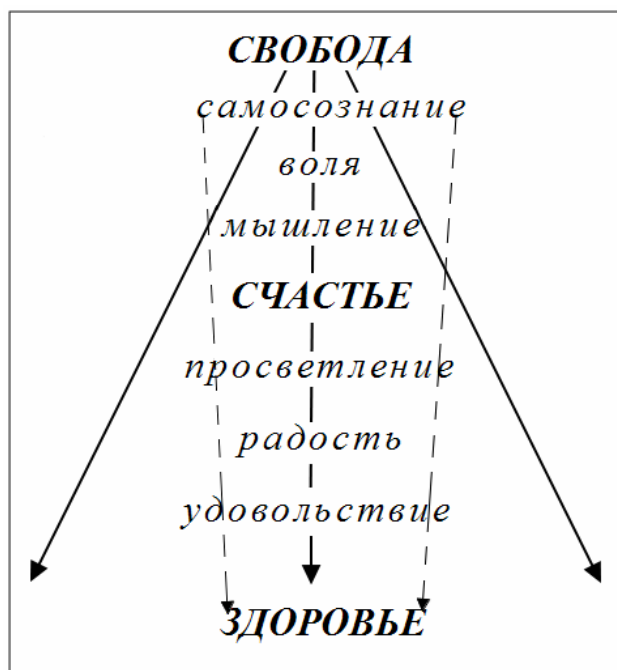 СВОБОДА
самосознание
воля
мышление
СЧАСТЬЕ
просветление
радость
удовольствие
ЗДОРОВЬЕ